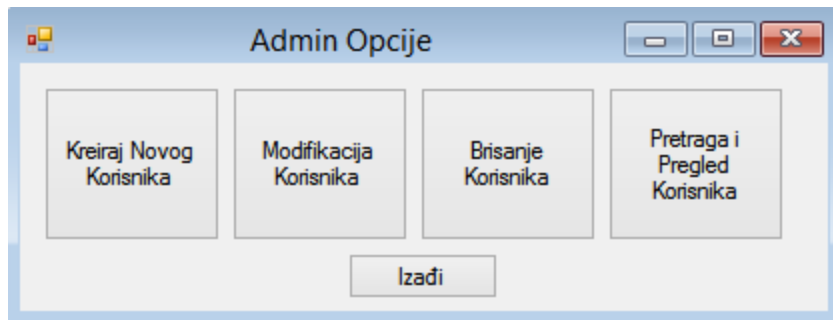 Admin Opcije
Kreiraj Novog
Korisnika
Modifikacija
Korisnika
Brisanje
Korisnika
Pretraga i
Pregled
Korisnika
Izađi